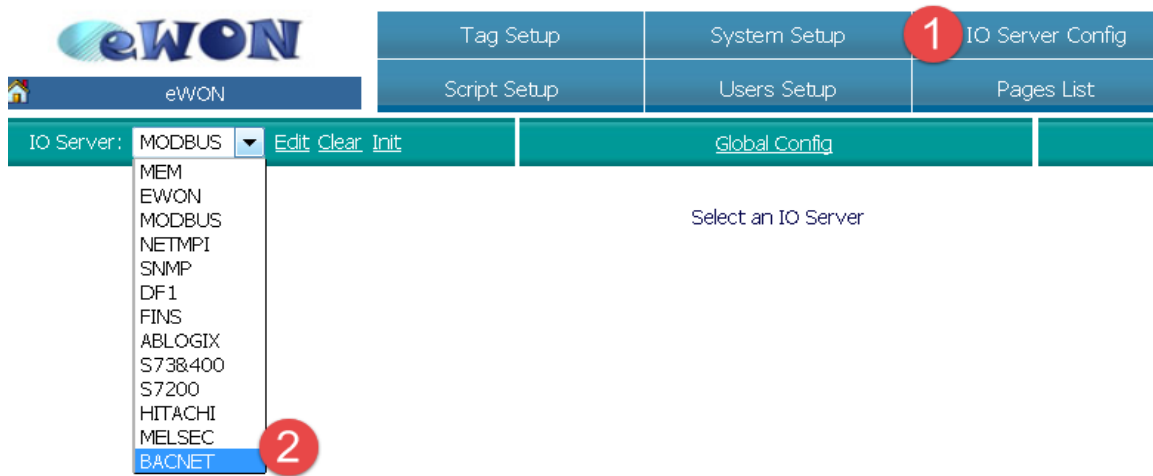 eWON
Tag Setup System Setup 1 IO Server Config
eWON Script Setup Users Setup Pages List
IO Server: MODBUS Edit Clear Init Global Config
MEM
EWON
MODBUS
NETMPI
SNMP
DF1
FINS
ABLOGIX
S73&400
S7200
HITACHI
MELSEC
BACNET 2
Select an IO Server